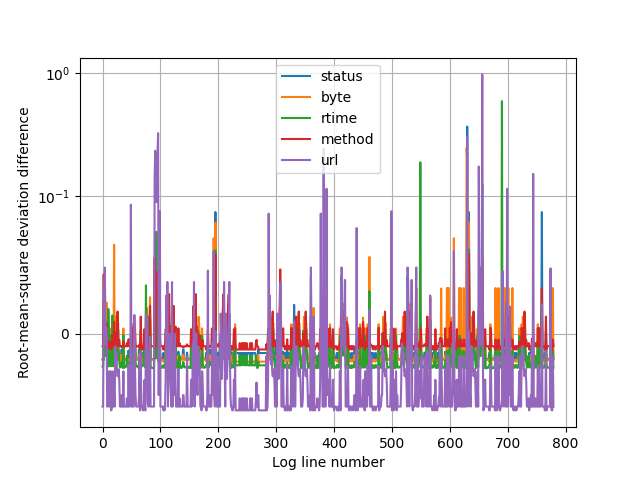 10^0
10^-1
0
Root-mean-square deviation difference
status
byte
rtime
method
url
0 100 200 300 400 500 600 700 800
Log line number